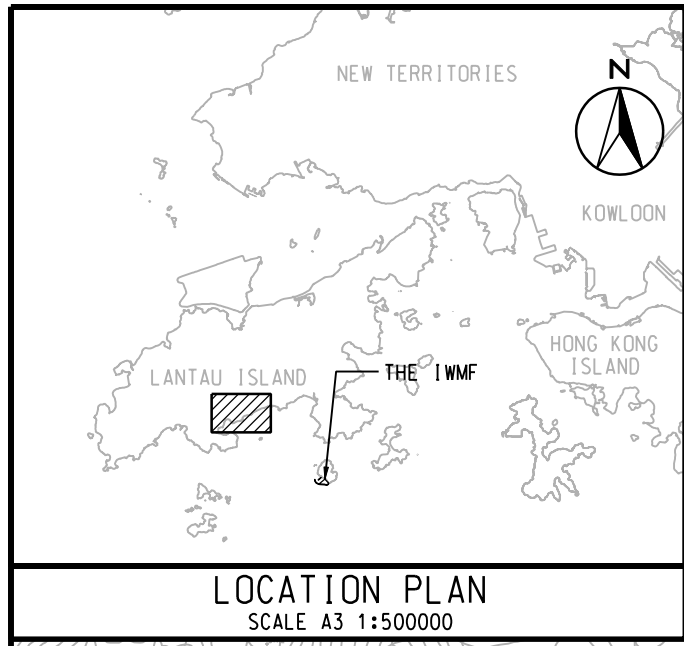 NEW TERRITORIES
N
KOWLOON
HONG KONG
ISLAND
LANTAU ISLAND
THE IWMF
LOCATION PLAN
SCALE A3 1:500000